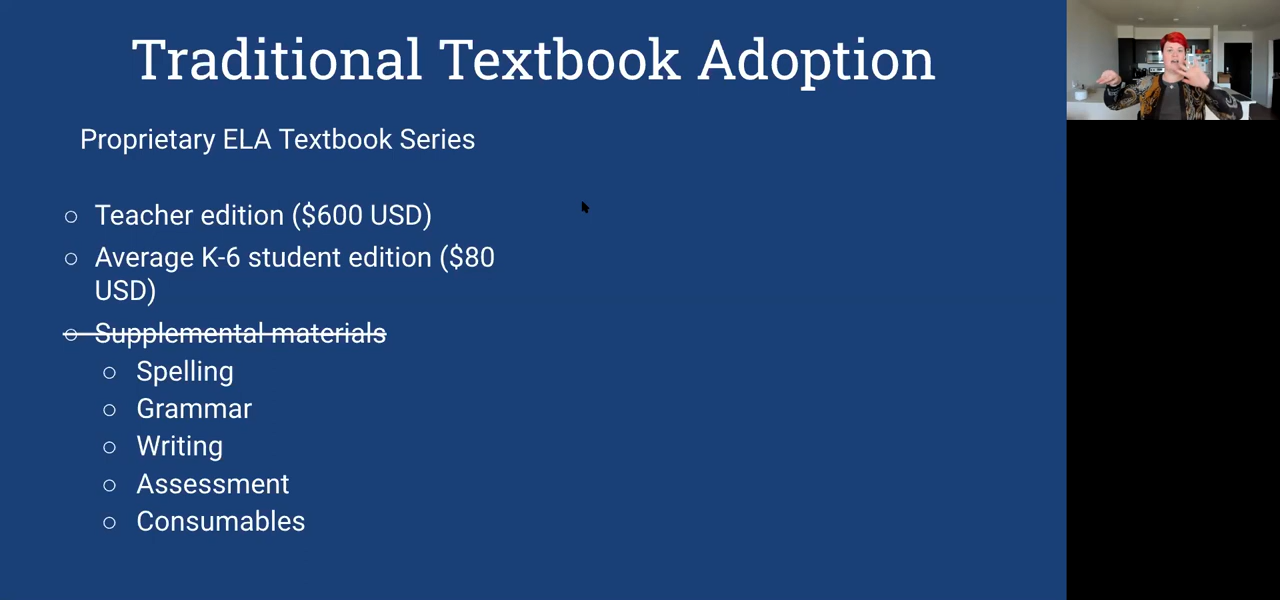 Traditional Textbook Adoption
Proprietary ELA Textbook Series
○ Teacher edition ($600 USD)
○ Average K-6 student edition ($80
USD)
○ Supplemental materials
○ Spelling
○ Grammar
○ Writing
○ Assessment
○ Consumables